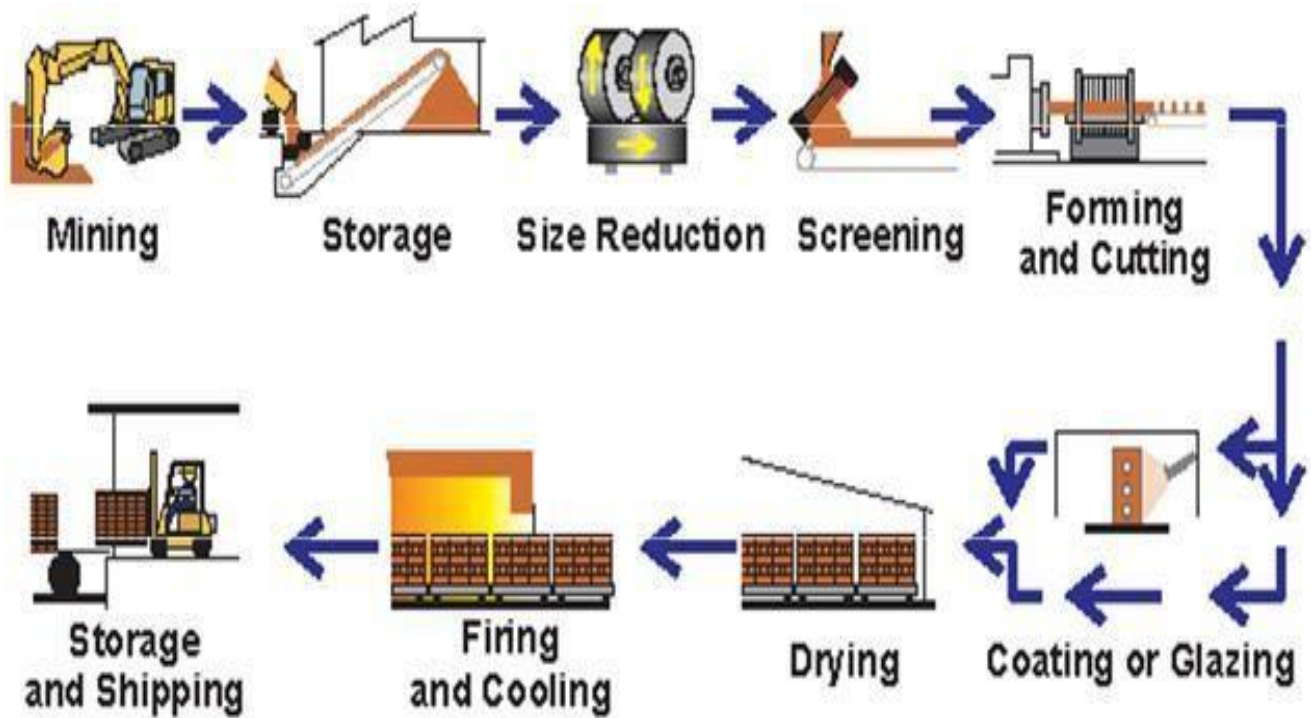 Mining
Storage
Size Reduction
Screening
Forming
and Cutting
Storage
and Shipping
Firing
and Cooling
Drying
Coating or Glazing